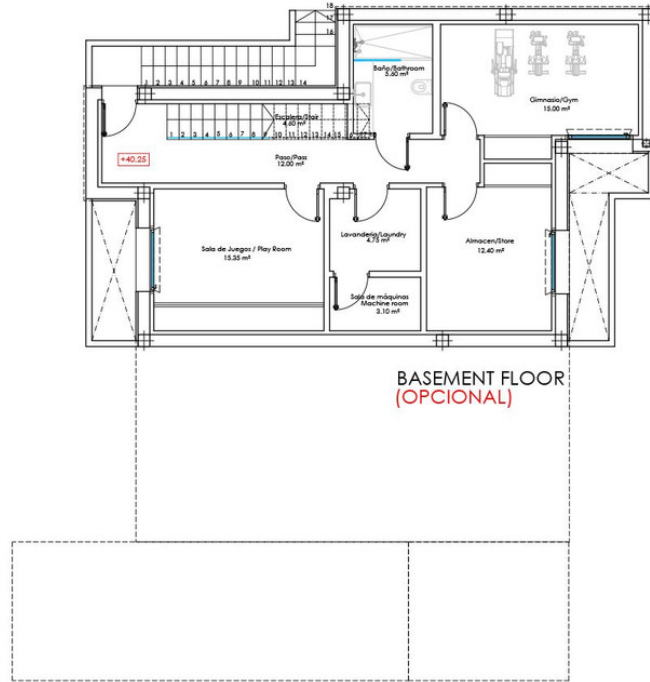 18
17
16
1 2 3 4 5 6 7 8 9 10 11 12 13 14
Baño/Bathroom
5.60 m²
Gimnasio/Gym
15.00 m²
Escalera/Stair
4.60 m²
1 2 3 4 5 6 7 8 9 10 11 12 13 14 15
+40.25
Paso/Pass
12.00 m²
Sala de Juegos / Play Room
15.35 m²
Lavandería/Laundry
4.75 m²
Almacen/Store
12.40 m²
Sala de máquinas
Machine room
3.10 m²
BASEMENT FLOOR
(OPCIONAL)